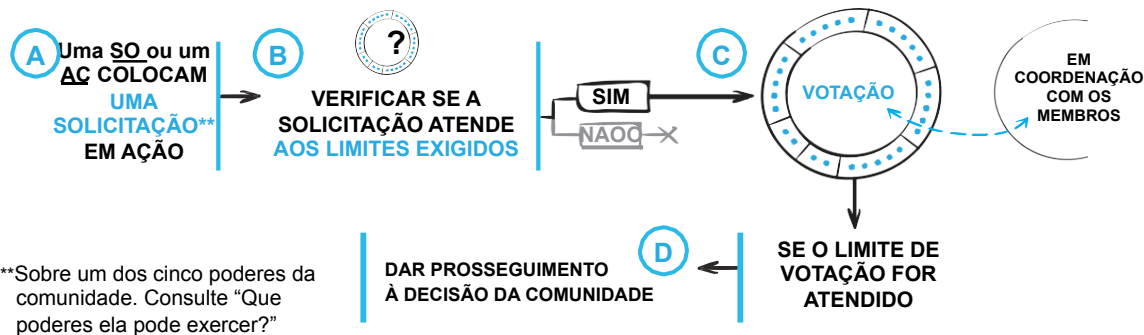 A
Uma SO ou um
AC COLOCAM
UMA
SOLICITAÇÃO**
EM AÇÃO
B
?
VERIFICAR SE A
SOLICITAÇÃO ATENDE
AOS LIMITES EXIGIDOS
SIM
NAOO
C
VOTAÇÃO
EM
COORDENAÇÃO
COM OS
MEMBROS
SE O LIMITE DE
VOTAÇÃO FOR
ATENDIDO
D
DAR PROSSEGUIMENTO
À DECISÃO DA COMUNIDADE
**Sobre um dos cinco poderes da
comunidade. Consulte “Que
poderes ela pode exercer?”